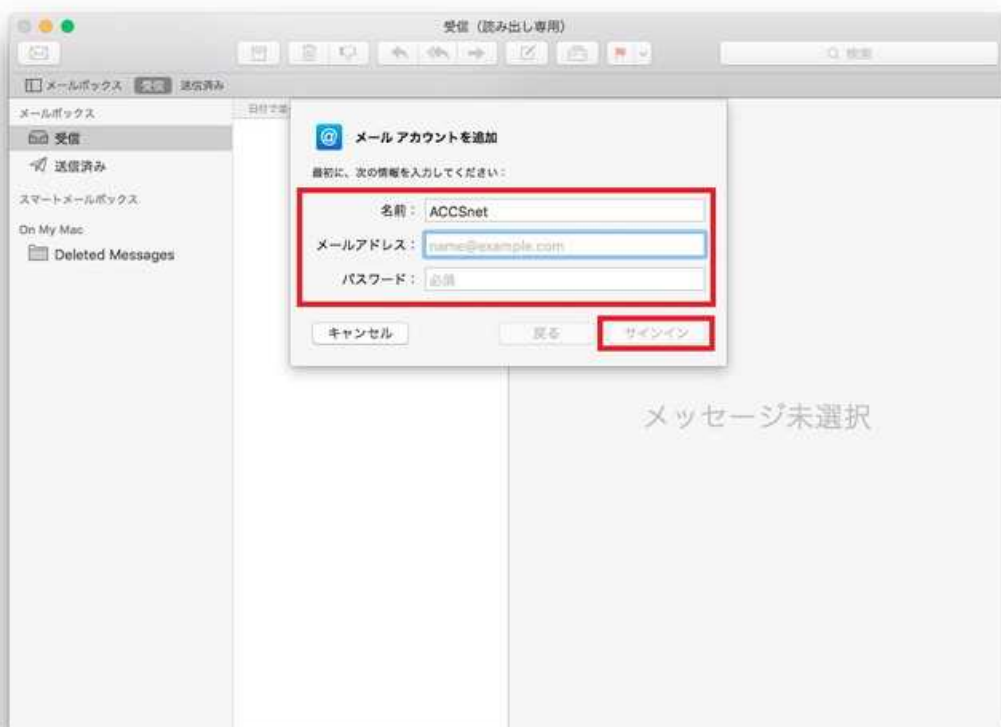 受信（読み出し専用）
検索
メールボックス 受信 送信済み
メールボックス
受信
送信済み
スマートメールボックス
On My Mac
Deleted Messages
日付で並
メール アカウントを追加
最初に、次の情報を入力してください：
名前： ACCSnet
メールアドレス： name@example.com
パスワード： 必須
キャンセル 戻る サインイン
メッセージ未選択